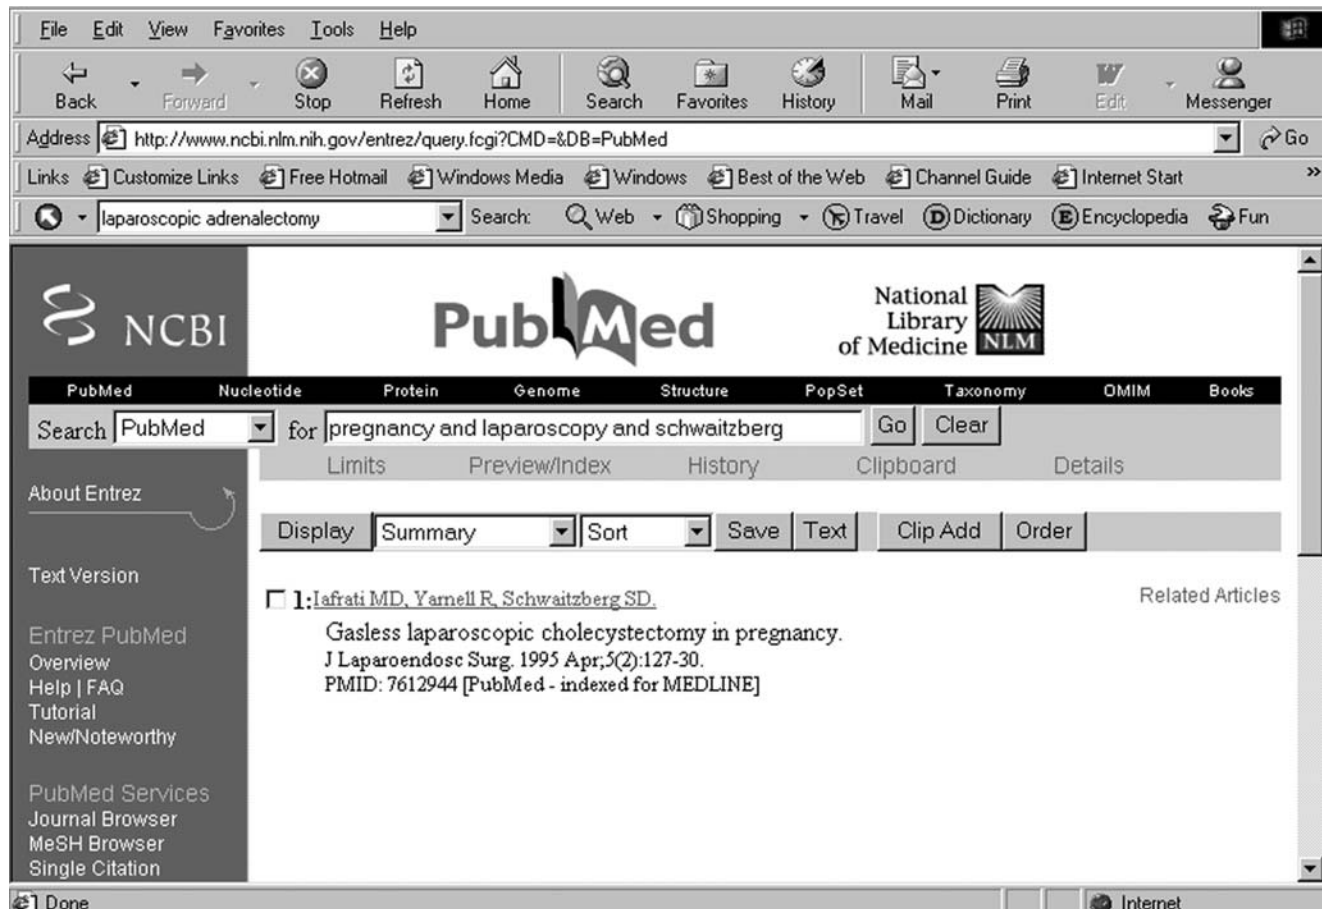 File Edit View Favorites Tools Help
Back Forward Stop Refresh Home Search Favorites History Mail Print Edit Messenger
Address http://www.ncbi.nlm.nih.gov/entrez/query.fcgi?CMD=&DB=PubMed Go
Links Customize Links Free Hotmail Windows Media Windows Best of the Web Channel Guide Internet Start »
laparoscopic adrenalectomy Search: Web Shopping Travel Dictionary Encyclopedia Fun
NCBI
PubMed
National
Library
of Medicine NLM
PubMed Nucleotide Protein Genome Structure PopSet Taxonomy OMIM Books
Search PubMed for pregnancy and laparoscopy and schwaitzberg Go Clear
Limits Preview/Index History Clipboard Details
About Entrez
Display Summary Sort Save Text Clip Add Order
Text Version
1: Iafrati MD, Yarnell R, Schwaitzberg SD. Related Articles
Gasless laparoscopic cholecystectomy in pregnancy.
J Laparoendosc Surg. 1995 Apr;5(2):127-30.
PMID: 7612944 [PubMed - indexed for MEDLINE]
Entrez PubMed
Overview
Help | FAQ
Tutorial
New/Noteworthy
PubMed Services
Journal Browser
MeSH Browser
Single Citation
Done Internet